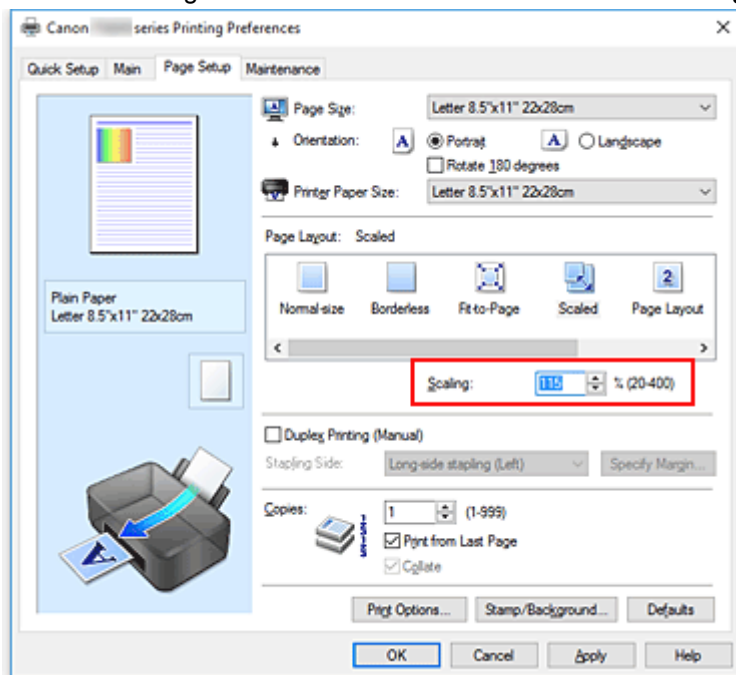 Canon series Printing Preferences
Quick Setup Main Page Setup Maintenance
Page Size: Letter 8.5"x11" 22x28cm
Orientation: A Portrait A Landscape
Rotate 180 degrees
Printer Paper Size: Letter 8.5"x11" 22x28cm
Page Layout: Scaled
Normal-size Borderless Fit-to-Page Scaled Page Layout
Plain Paper
Letter 8.5"x11" 22x28cm
Scaling: 115 % (20-400)
Duplex Printing (Manual)
Stapling Side: Long-side stapling (Left) Specify Margin...
Copies: 1 (1-999)
Print from Last Page
Collate
Print Options... Stamp/Background... Defaults
OK Cancel Apply Help